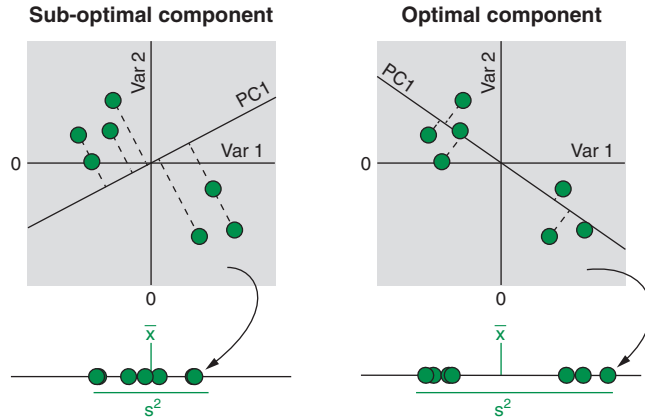 Sub-optimal component
Var 2
PC1
Var 1
0
0
x̅
s²
Optimal component
Var 2
PC1
Var 1
0
0
x̅
s²